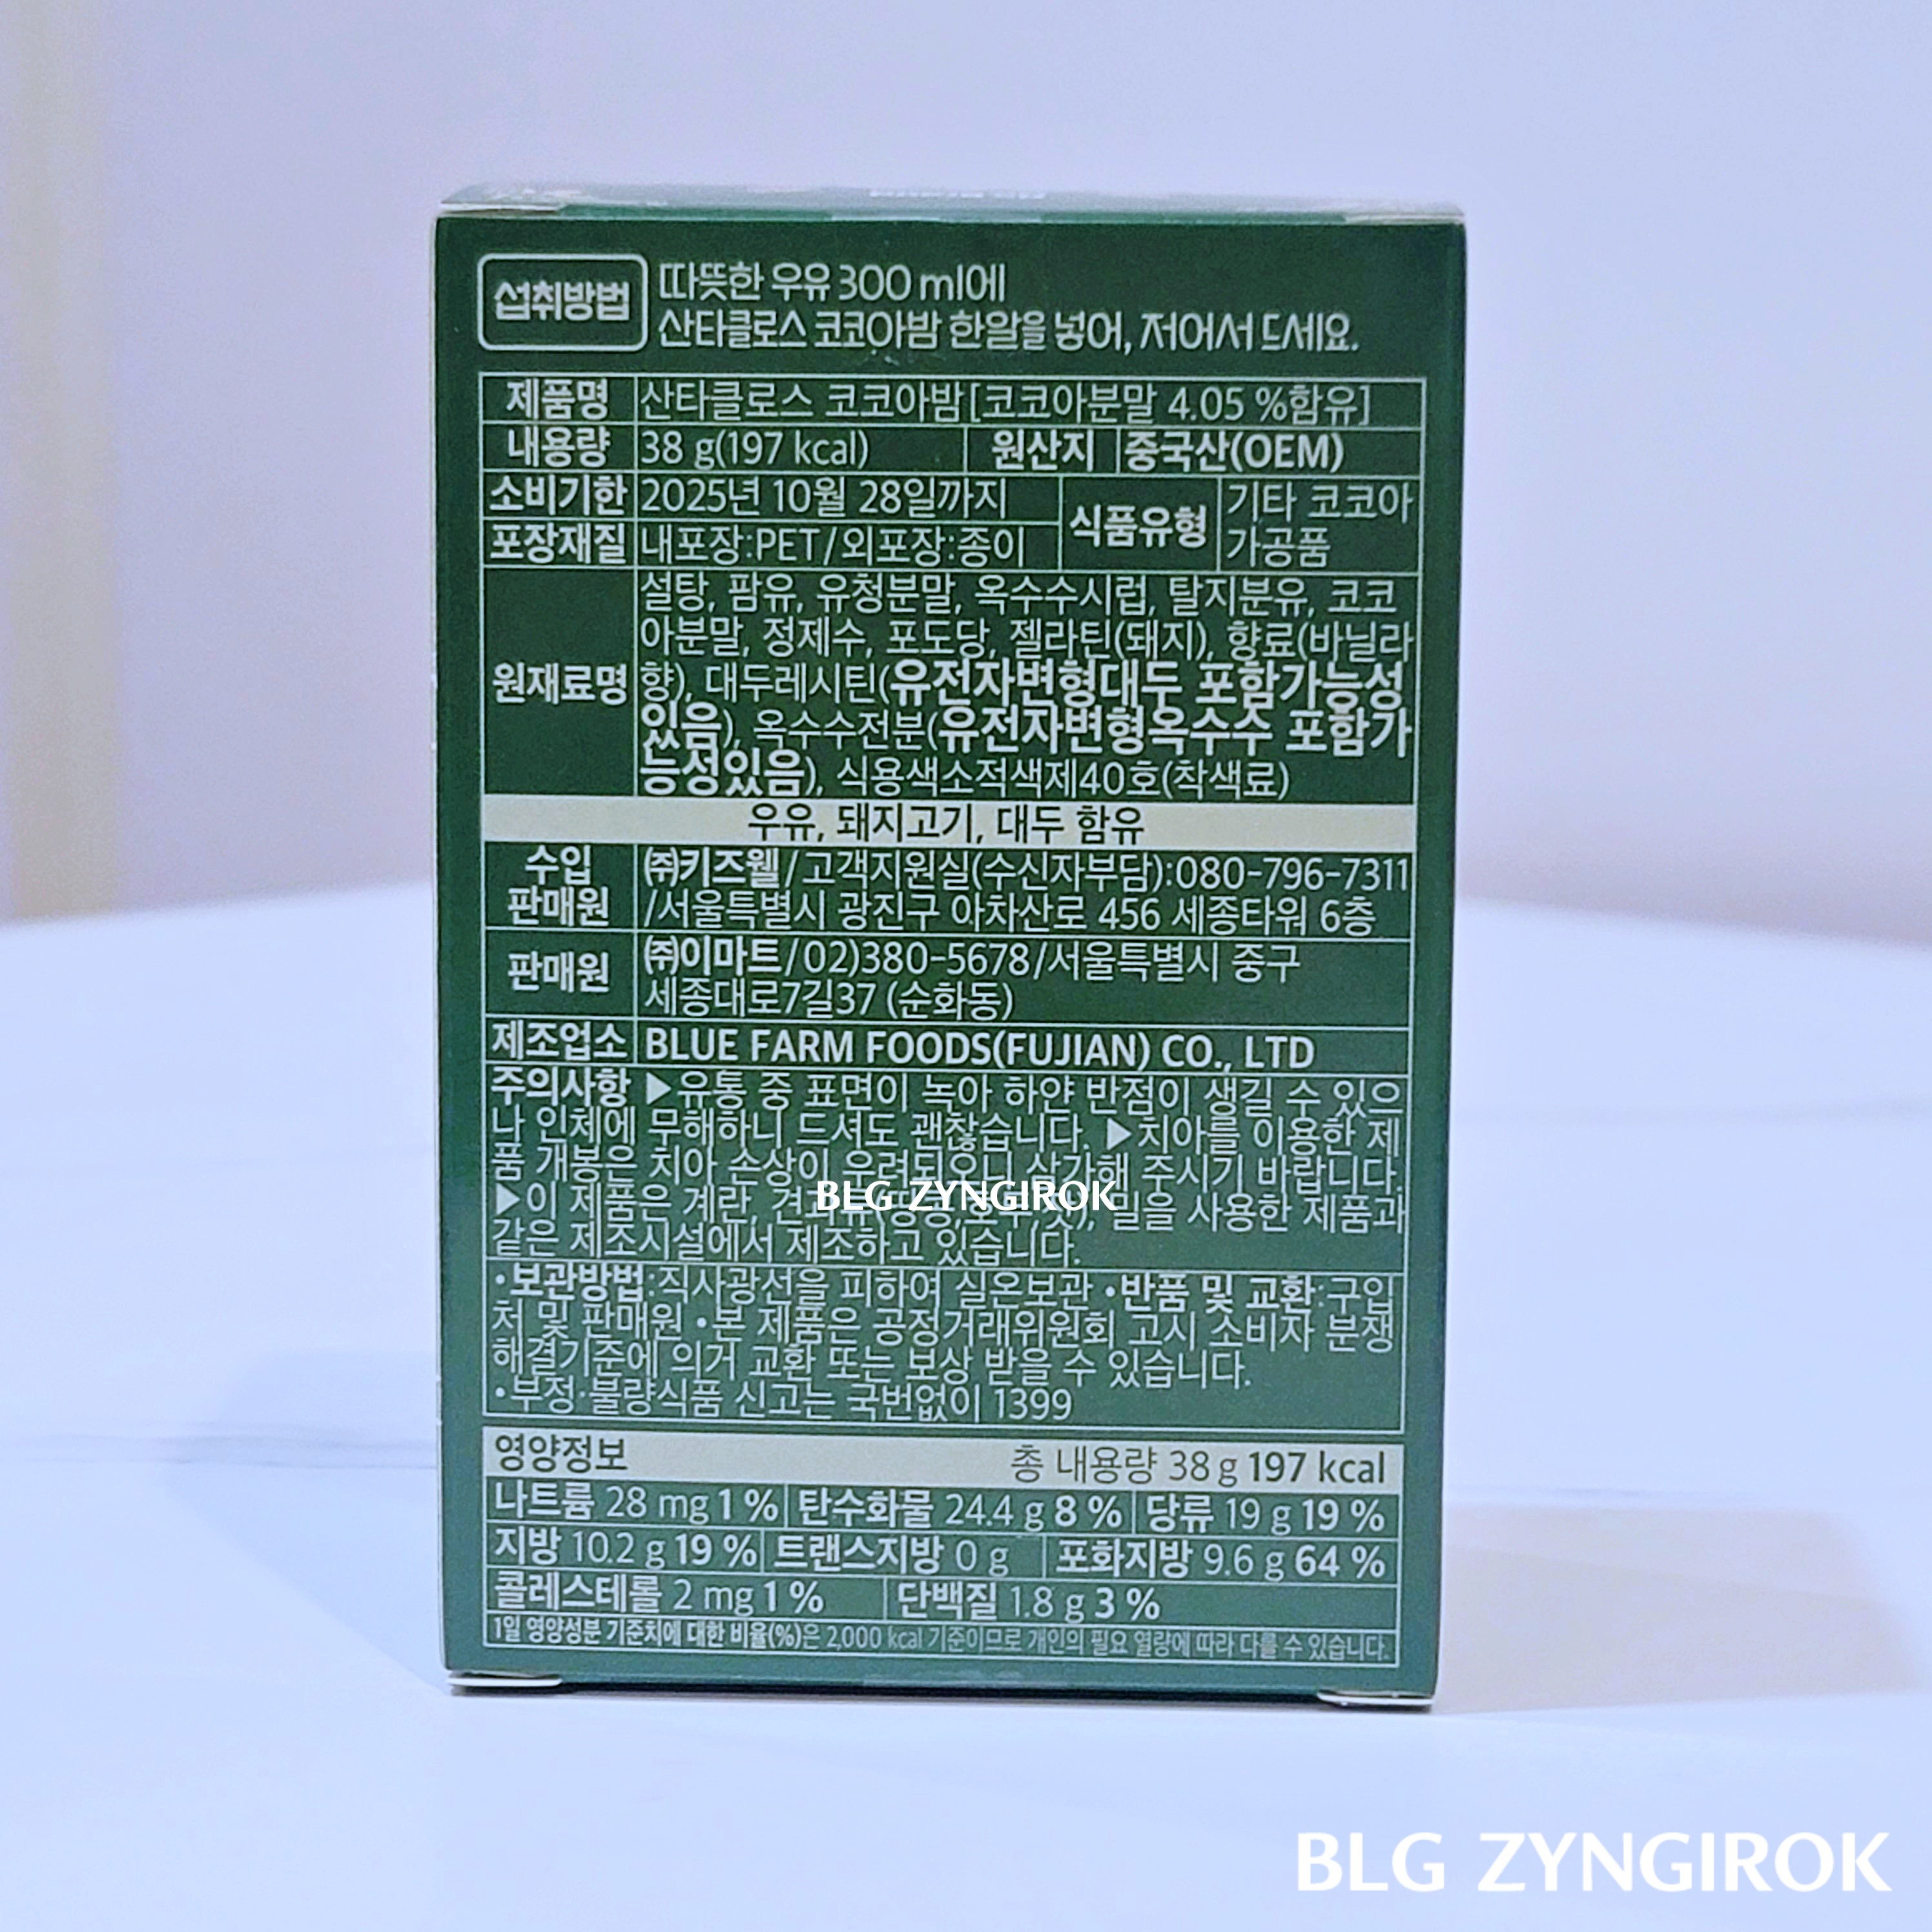 섭취방법 따뜻한 우유 300 ml에
산타클로스 코코아밤 한알을 넣어, 저어서 드세요.
제품명 산타클로스 코코아밤[코코아분말 4.05 %함유]
내용량 38 g(197 kcal) 원산지 중국산(OEM)
소비기한 2025년 10월 28일까지
포장재질 내포장:PET/외포장:종이
식품유형 기타 코코아
가공품
원재료명 설탕, 팜유, 유청분말, 옥수수시럽, 탈지분유, 코코
아분말, 정제수, 포도당, 젤라틴(돼지), 향료(바닐라
향), 대두레시틴(유전자변형대두 포함가능성
있음), 옥수수전분(유전자변형옥수수 포함가
능성있음), 식용색소적색제40호(착색료)
우유, 돼지고기, 대두 함유
수입
판매원 ㈜키즈웰/고객지원실(수신자부담):080-796-7311
/서울특별시 광진구 아차산로 456 세종타워 6층
판매원 ㈜이마트/02)380-5678/서울특별시 중구
세종대로7길37 (순화동)
제조업소 BLUE FARM FOODS(FUJIAN) CO., LTD
주의사항 ▶유통 중 표면이 녹아 하얀 반점이 생길 수 있으
나 인체에 무해하니 드셔도 괜찮습니다. ▶치아를 이용한 제
품 개봉은 치아 손상이 우려되오니 삼가해 주시기 바랍니다.
▶이 제품은 계란, 밀을 사용한 제품과
같은 제조시설에서 제조하고 있습니다.
BLG ZYNGIROK
•보관방법:직사광선을 피하여 실온보관 •반품 및 교환:구입
처 및 판매원 •본 제품은 공정거래위원회 고시 소비자 분쟁
해결기준에 의거 교환 또는 보상 받을 수 있습니다.
•부정·불량식품 신고는 국번없이 1399
영양정보 총 내용량 38 g 197 kcal
나트륨 28 mg 1 % 탄수화물 24.4 g 8 % 당류 19 g 19 %
지방 10.2 g 19 % 트랜스지방 0 g 포화지방 9.6 g 64 %
콜레스테롤 2 mg 1 % 단백질 1.8 g 3 %
1일 영양성분 기준치에 대한 비율(%)은 2,000 kcal 기준이므로 개인의 필요 열량에 따라 다를 수 있습니다.
BLG ZYNGIROK